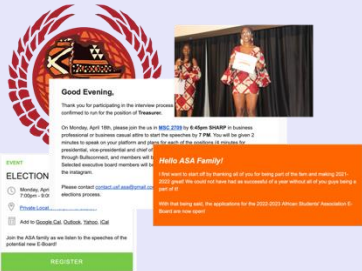 Good Evening,
Thank you for participating in the interview process
confirmed to run for the position of Treasurer.
On Monday, April 18th, please join the us in MSC 2709 by 6:45pm SHARP in business
professional or business casual attire to start the speeches by 7 PM. You will be given 2
minutes to speak on your platform and plans for each of the positions (4 minutes for
presidential, vice-presidential and chief of
through Bullsconnect, and members will b
Selected executive board members will be
the instagram.
Please contact contact.usf.asa@gmail.co
elections process.
Hello ASA Family!
I first want to start off by thanking all of you for being part of the fam and making 2021-
2022 great! We could not have had as successful of a year without all of you guys being a
part of it!
With that being said, the applications for the 2022-2023 African Students' Association E-
Board are now open!
EVENT
ELECTION
Monday, Apri
7:00pm - 9:0
Private Locat
Add to Google Cal, Outlook, Yahoo, iCal
Join the ASA family as we listen to the speeches of the
potential new E-Board!
REGISTER